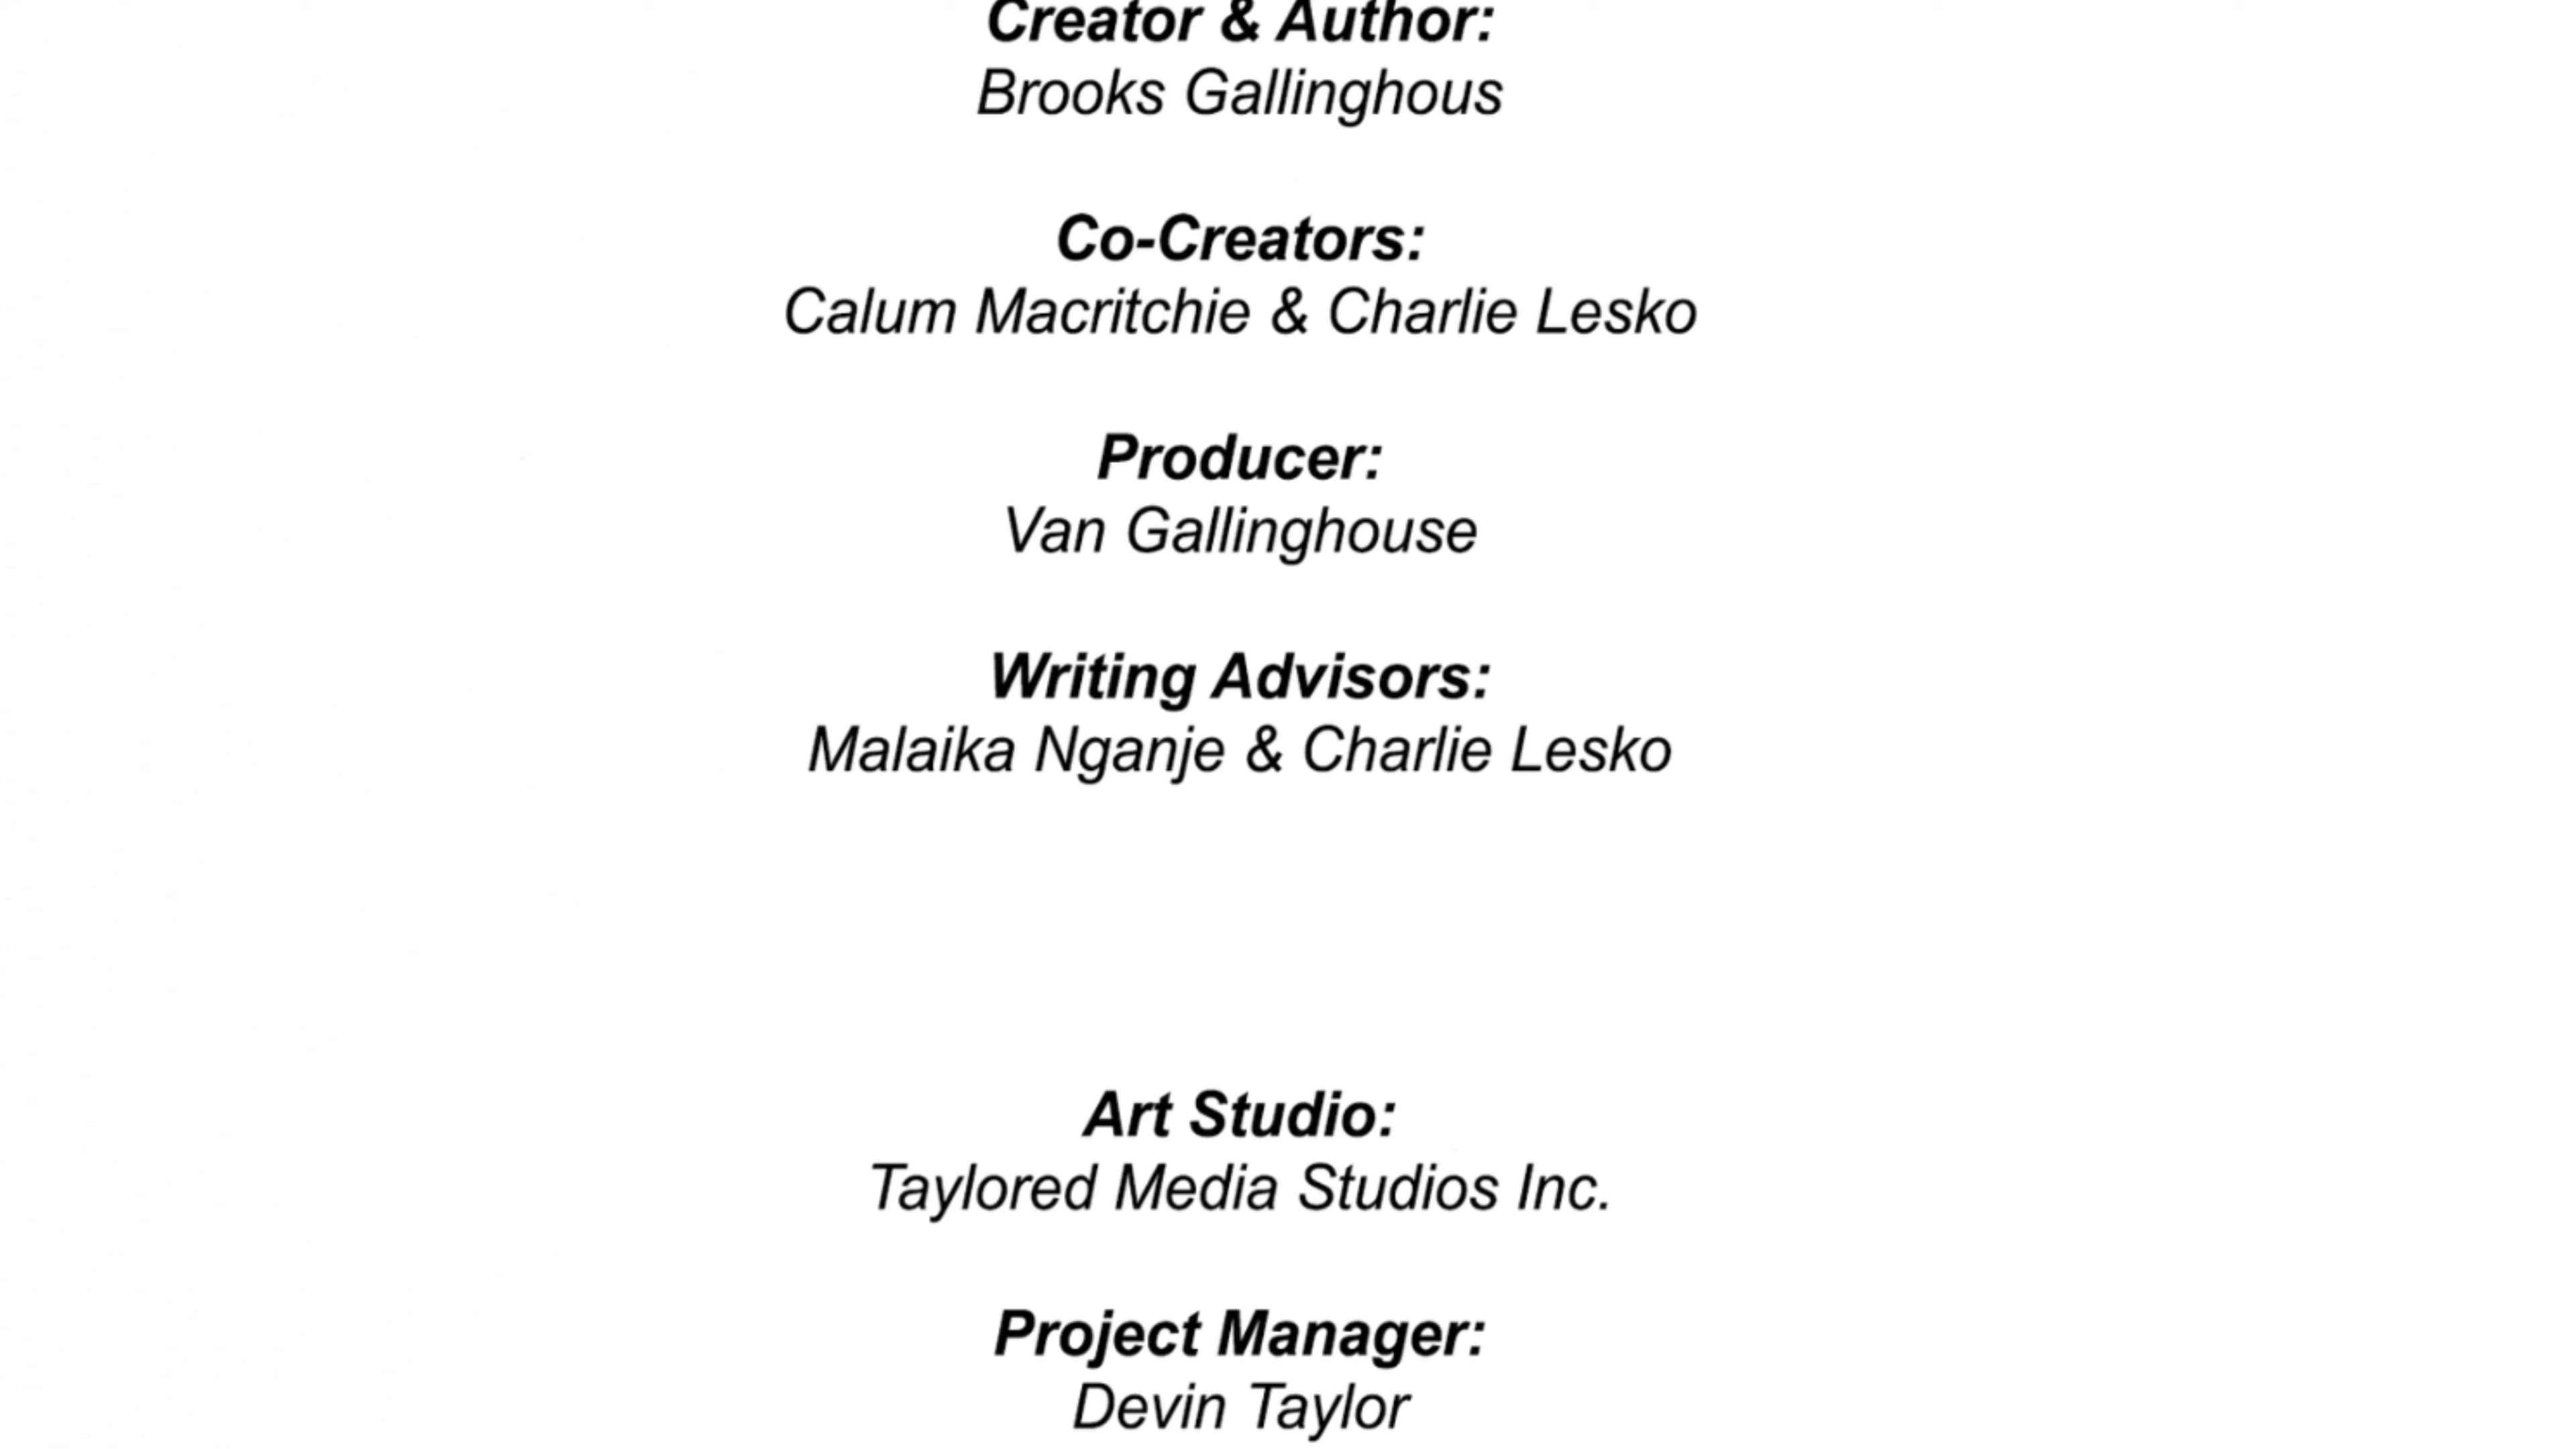 Creator & Author:
Brooks Gallinghous
Co-Creators:
Calum Macritchie & Charlie Lesko
Producer:
Van Gallinghouse
Writing Advisors:
Malaika Nganje & Charlie Lesko
Art Studio:
Taylored Media Studios Inc.
Project Manager:
Devin Taylor